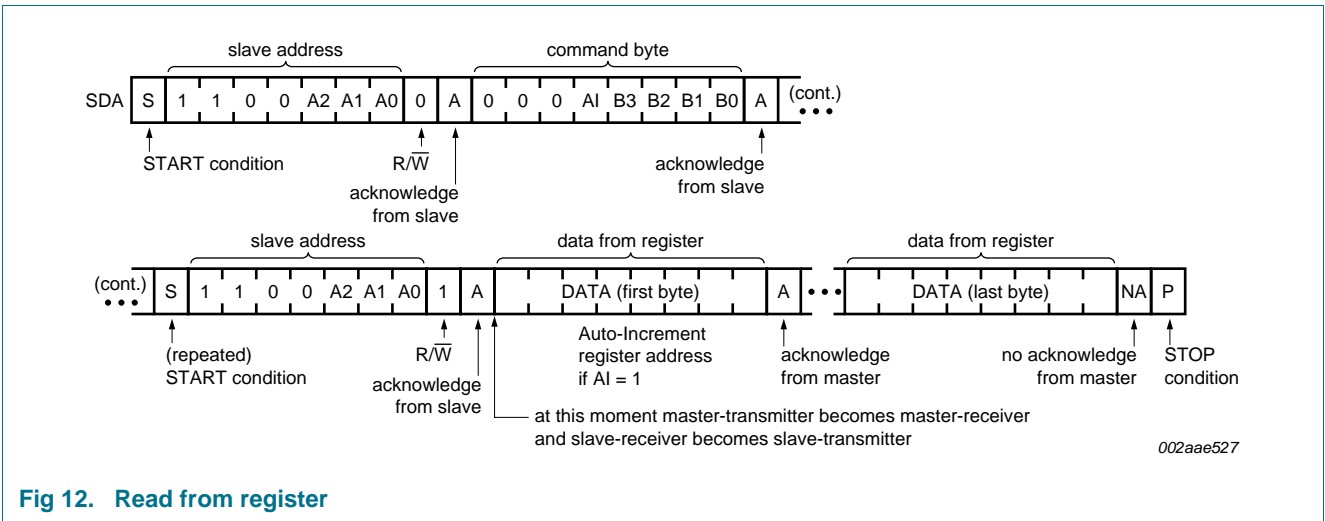 slave address command byte
SDA S 1 1 0 0 A2 A1 A0 0 A 0 0 0 AI B3 B2 B1 B0 A (cont.)
START condition R/W̅ acknowledge from slave acknowledge from slave
slave address data from register data from register
(cont.) S 1 1 0 0 A2 A1 A0 1 A DATA (first byte) A DATA (last byte) NA P
(repeated) START condition
R/W̅
acknowledge from slave
Auto-Increment
register address
if AI = 1
acknowledge
from master
no acknowledge
from master
STOP
condition
at this moment master-transmitter becomes master-receiver
and slave-receiver becomes slave-transmitter
002aae527
Fig 12. Read from register